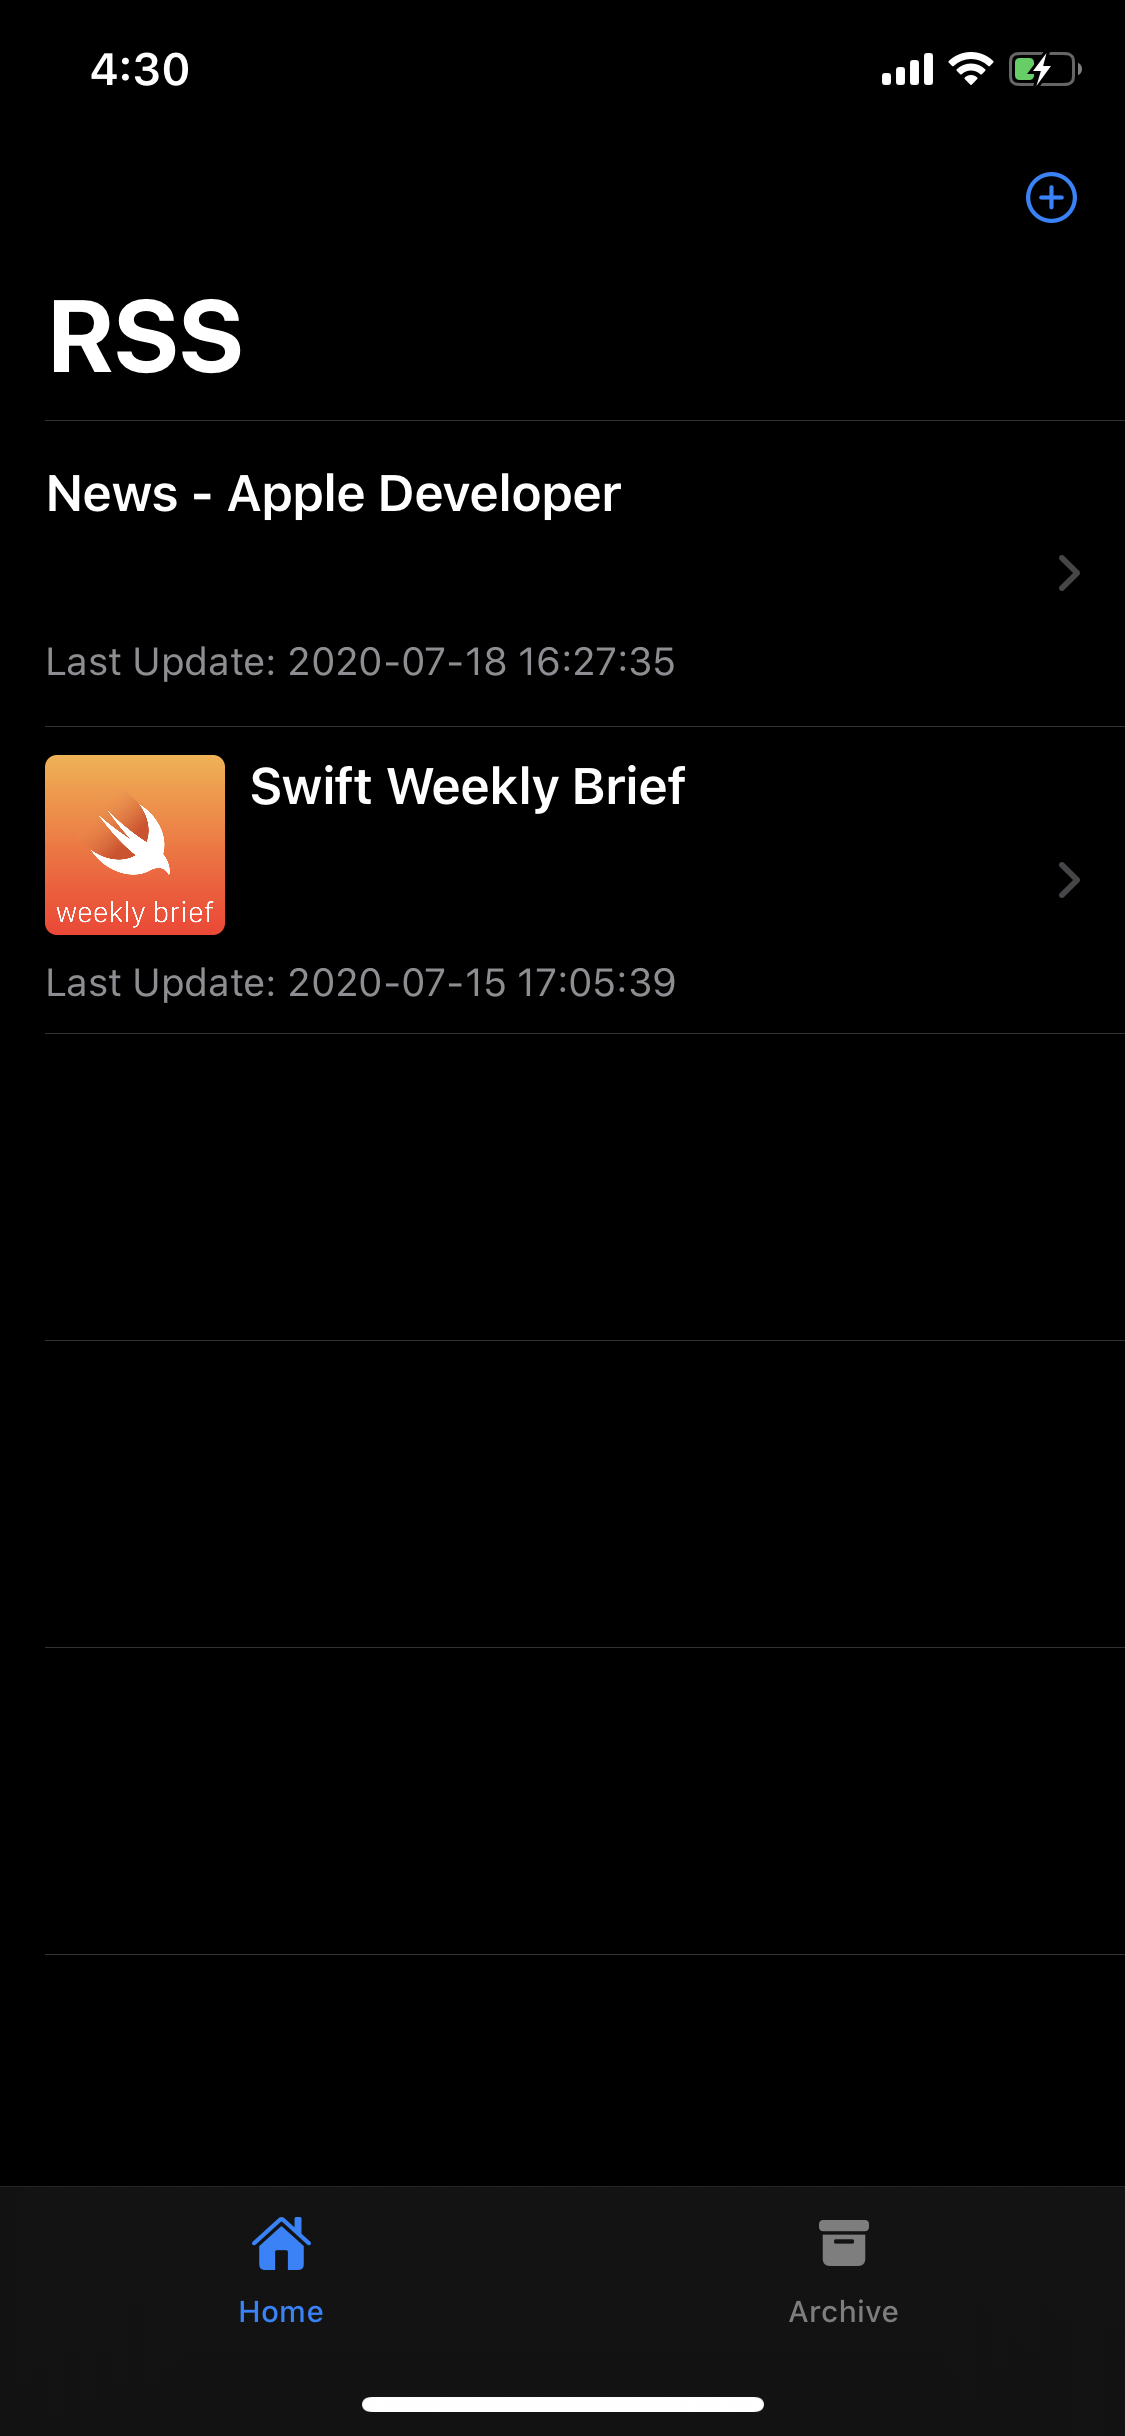 4:30
RSS
News - Apple Developer
Last Update: 2020-07-18 16:27:35
Swift Weekly Brief
weekly brief
Last Update: 2020-07-15 17:05:39
Home
Archive